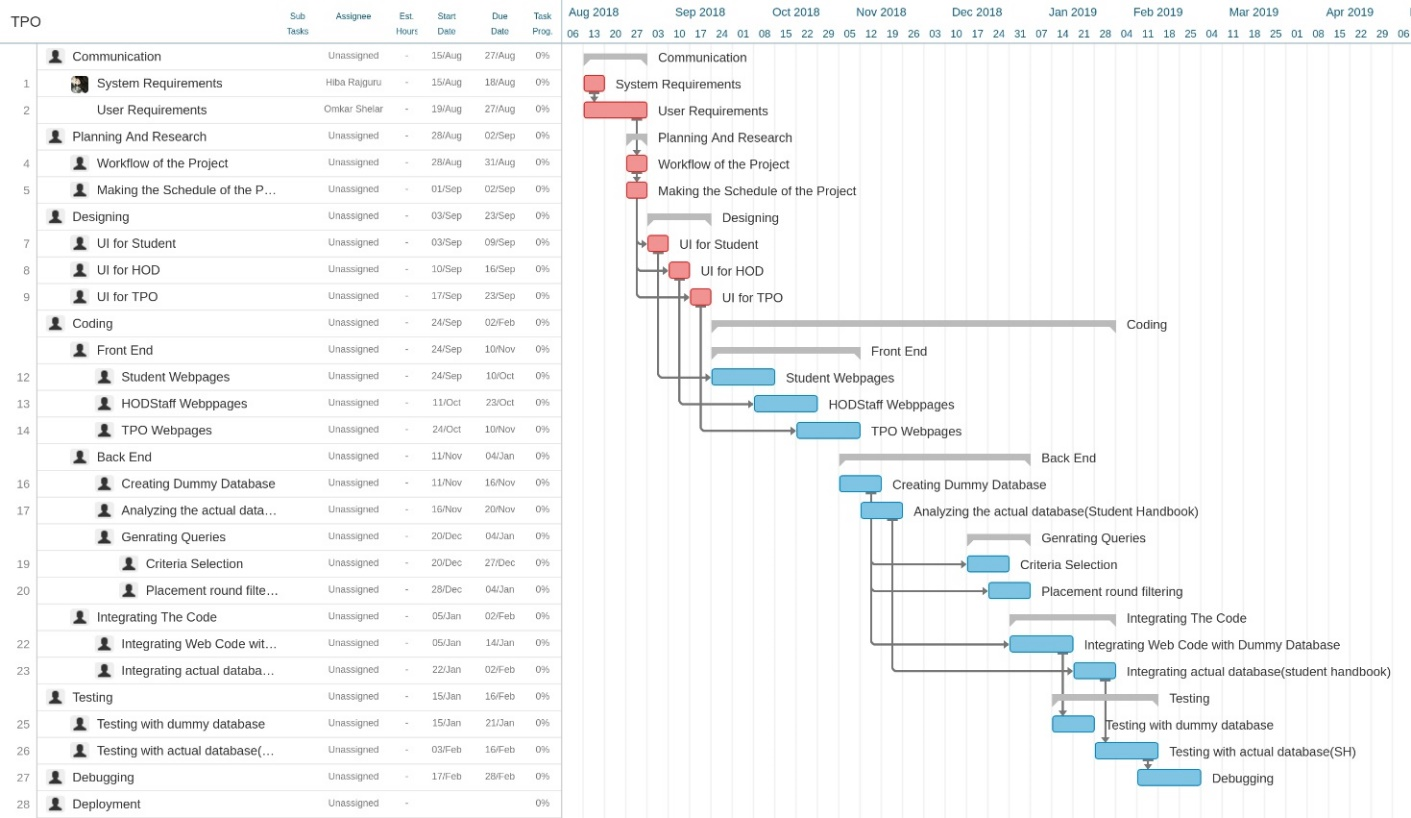 TPO Sub Tasks Assignee Est. Hours Start Date Due Date Task Prog. Aug 2018 Sep 2018 Oct 2018 Nov 2018 Dec 2018 Jan 2019 Feb 2019 Mar 2019 Apr 2019
06 13 20 27 03 10 17 24 01 08 15 22 29 05 12 19 26 03 10 17 24 31 07 14 21 28 04 11 18 25 04 11 18 25 01 08 15 22 29 06
Communication Unassigned - 15/Aug 27/Aug 0% Communication
1 System Requirements Hiba Rajguru - 15/Aug 18/Aug 0% System Requirements
2 User Requirements Omkar Shelar - 19/Aug 27/Aug 0% User Requirements
Planning And Research Unassigned - 28/Aug 02/Sep 0% Planning And Research
4 Workflow of the Project Unassigned - 28/Aug 31/Aug 0% Workflow of the Project
5 Making the Schedule of the P... Unassigned - 01/Sep 02/Sep 0% Making the Schedule of the Project
Designing Unassigned - 03/Sep 23/Sep 0% Designing
7 UI for Student Unassigned - 03/Sep 09/Sep 0% UI for Student
8 UI for HOD Unassigned - 10/Sep 16/Sep 0% UI for HOD
9 UI for TPO Unassigned - 17/Sep 23/Sep 0% UI for TPO
Coding Unassigned - 24/Sep 02/Feb 0% Coding
Front End Unassigned - 24/Sep 10/Nov 0% Front End
12 Student Webpages Unassigned - 24/Sep 10/Oct 0% Student Webpages
13 HODStaff Webppages Unassigned - 11/Oct 23/Oct 0% HODStaff Webppages
14 TPO Webpages Unassigned - 24/Oct 10/Nov 0% TPO Webpages
Back End Unassigned - 11/Nov 04/Jan 0% Back End
16 Creating Dummy Database Unassigned - 11/Nov 16/Nov 0% Creating Dummy Database
17 Analyzing the actual data... Unassigned - 16/Nov 20/Nov 0% Analyzing the actual database(Student Handbook)
Genrating Queries Unassigned - 20/Dec 04/Jan 0% Genrating Queries
19 Criteria Selection Unassigned - 20/Dec 27/Dec 0% Criteria Selection
20 Placement round filte... Unassigned - 28/Dec 04/Jan 0% Placement round filtering
Integrating The Code Unassigned - 05/Jan 02/Feb 0% Integrating The Code
22 Integrating Web Code wit... Unassigned - 05/Jan 14/Jan 0% Integrating Web Code with Dummy Database
23 Integrating actual databa... Unassigned - 22/Jan 02/Feb 0% Integrating actual database(student handbook)
Testing Unassigned - 15/Jan 16/Feb 0% Testing
25 Testing with dummy database Unassigned - 15/Jan 21/Jan 0% Testing with dummy database
26 Testing with actual database(... Unassigned - 03/Feb 16/Feb 0% Testing with actual database(SH)
27 Debugging Unassigned - 17/Feb 28/Feb 0% Debugging
28 Deployment Unassigned - 0%